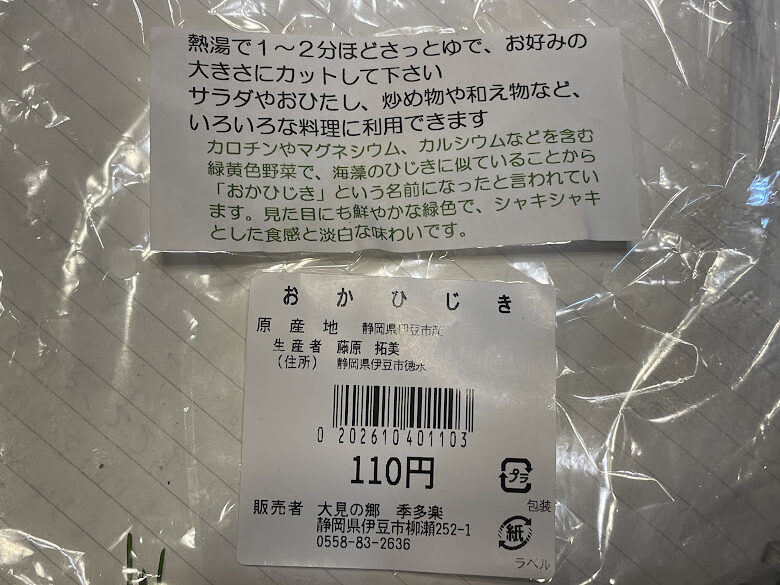 熱湯で1~2分ほどさっとゆで、お好みの
大きさにカットして下さい
サラダやおひたし、炒め物や和え物など、
いろいろな料理に利用できます
カロチンやマグネシウム、カルシウムなどを含む
緑黄色野菜で、海藻のひじきに似ていることから
「おかひじき」という名前になったと言われてい
ます。見た目にも鮮やかな緑色で、シャキシャキ
とした食感と淡白な味わいです。
おかひじき
原産地 静岡県伊豆市産
生産者 藤原 拓美
(住所) 静岡県伊豆市徳永
0 202610401103
110円
プラ
包装
販売者 大見の郷 季多楽
静岡県伊豆市柳瀬252-1
0558-83-2636
紙
ラベル